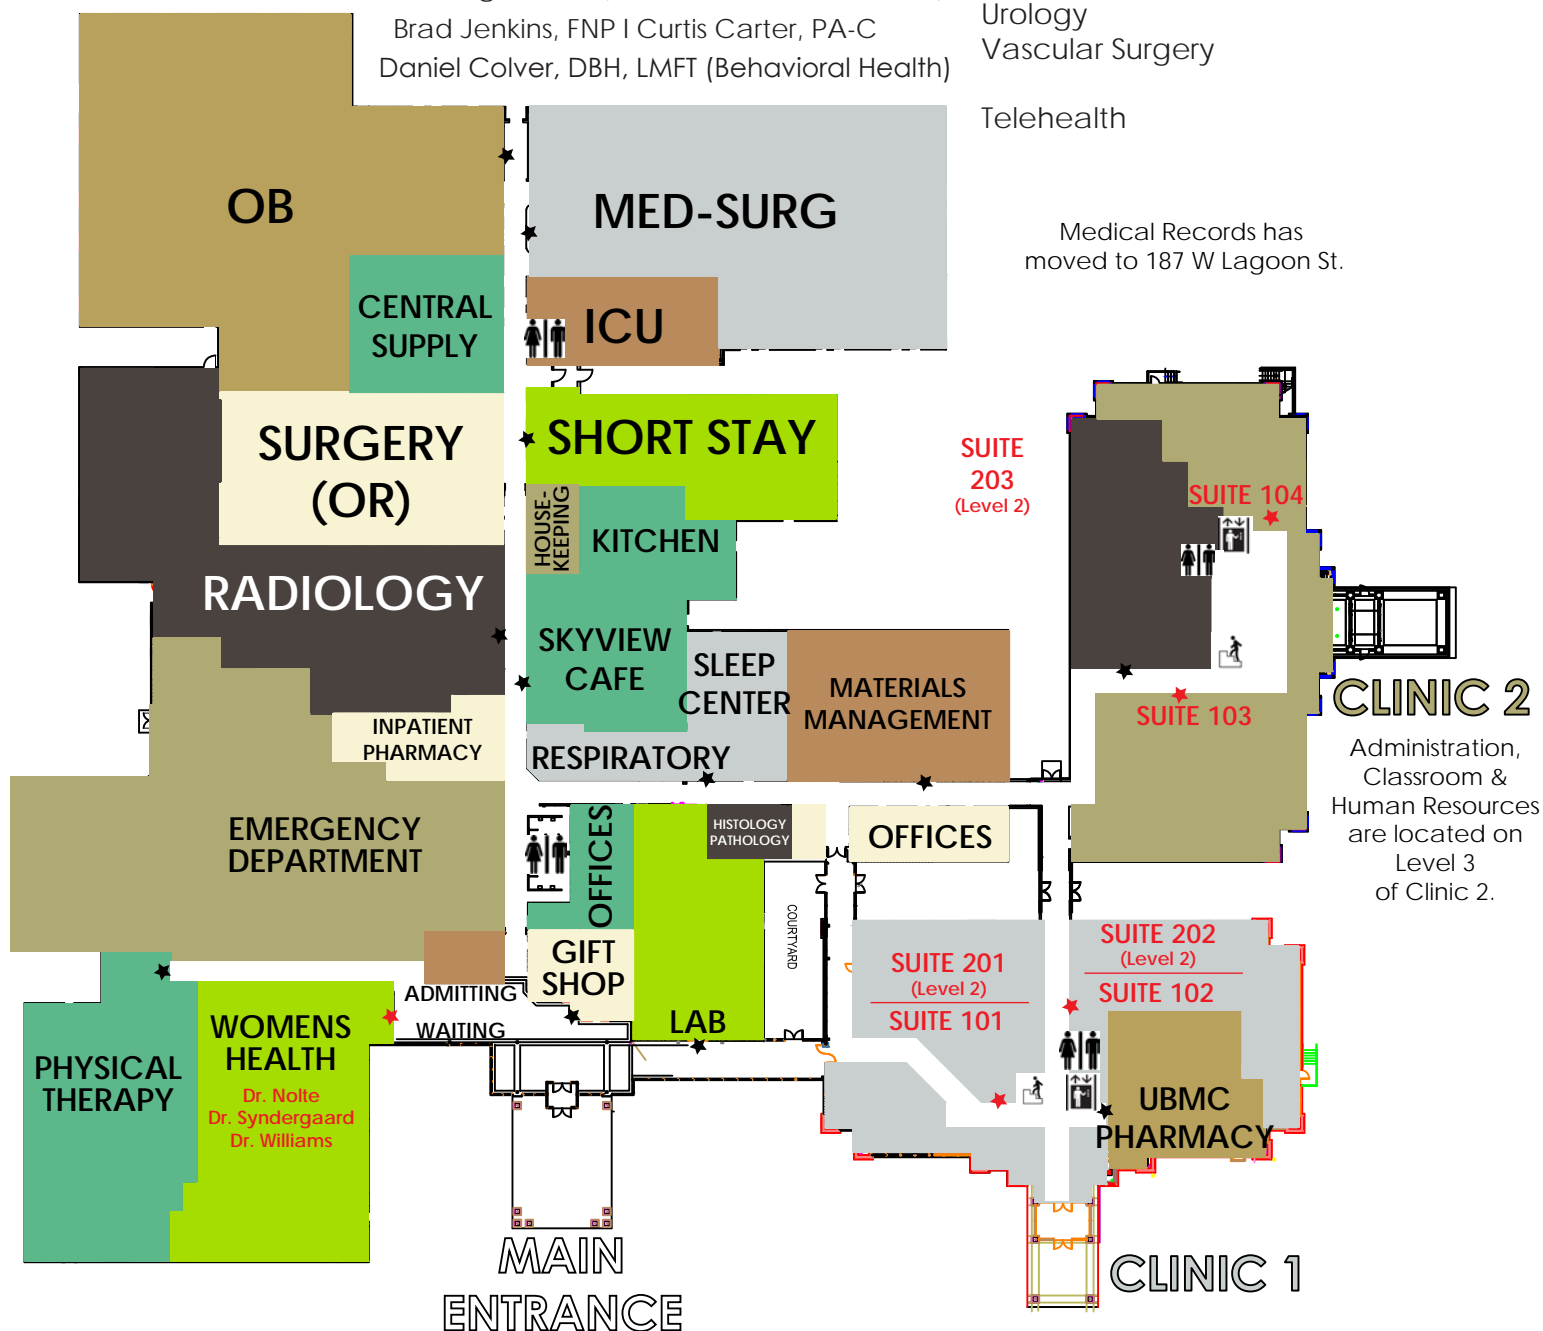 Brad Jenkins, FNP I Curtis Carter, PA-C
Daniel Colver, DBH, LMFT (Behavioral Health)
Urology
Vascular Surgery
Telehealth
Medical Records has
moved to 187 W Lagoon St.
OB
MED-SURG
CENTRAL
SUPPLY
ICU
SURGERY
(OR)
SHORT STAY
HOUSE-
KEEPING
KITCHEN
RADIOLOGY
SKYVIEW
CAFE
SLEEP
CENTER
MATERIALS
MANAGEMENT
INPATIENT
PHARMACY
RESPIRATORY
EMERGENCY
DEPARTMENT
OFFICES
HISTOLOGY
PATHOLOGY
OFFICES
COURTYARD
GIFT
SHOP
ADMITTING
WAITING
LAB
WOMENS
HEALTH
Dr. Nolte
Dr. Syndergaard
Dr. Williams
PHYSICAL
THERAPY
MAIN
ENTRANCE
SUITE
203
(Level 2)
SUITE 104
SUITE 103
CLINIC 2
Administration,
Classroom &
Human Resources
are located on
Level 3
of Clinic 2.
SUITE 201
(Level 2)
SUITE 101
SUITE 202
(Level 2)
SUITE 102
UBMC
PHARMACY
CLINIC 1